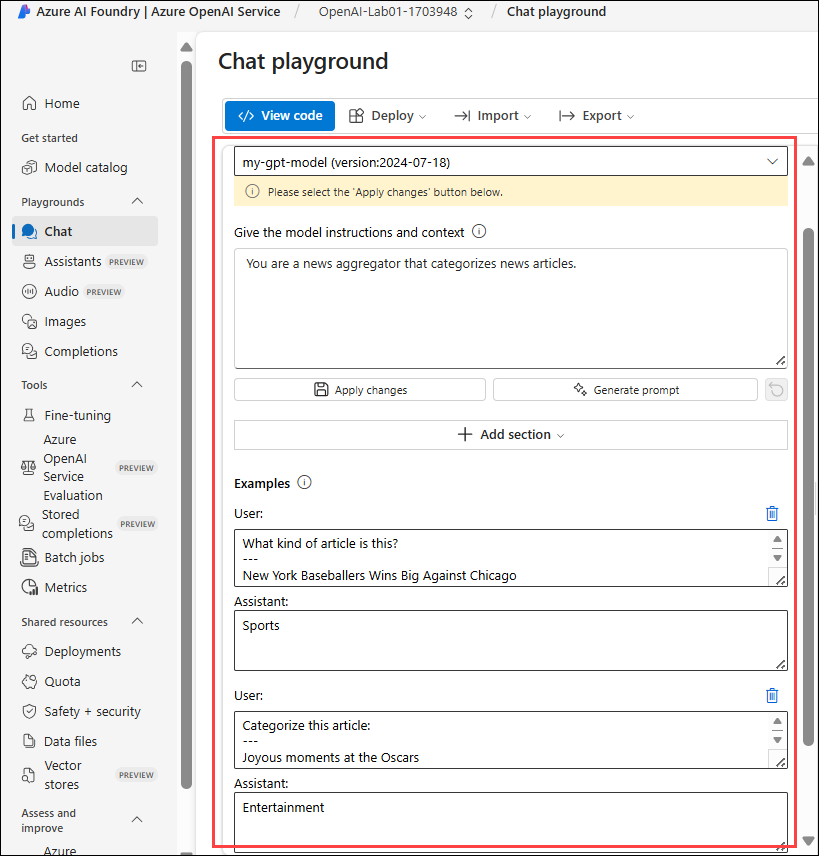 Azure AI Foundry | Azure OpenAI Service / OpenAI-Lab01-1703948 / Chat playground
Chat playground
Home
Get started
Model catalog
Playgrounds
Chat
Assistants PREVIEW
Audio PREVIEW
Images
Completions
Tools
Fine-tuning
Azure
OpenAI
Service
Evaluation
PREVIEW
Stored
completions
PREVIEW
Batch jobs
Metrics
Shared resources
Deployments
Quota
Safety + security
Data files
Vector
stores
PREVIEW
Assess and
improve
Azure
</> View code Deploy Import Export
my-gpt-model (version:2024-07-18)
Please select the 'Apply changes' button below.
Give the model instructions and context
You are a news aggregator that categorizes news articles.
Apply changes Generate prompt
+ Add section
Examples
User:
What kind of article is this?
---
New York Baseballers Wins Big Against Chicago
Assistant:
Sports
User:
Categorize this article:
---
Joyous moments at the Oscars
Assistant:
Entertainment